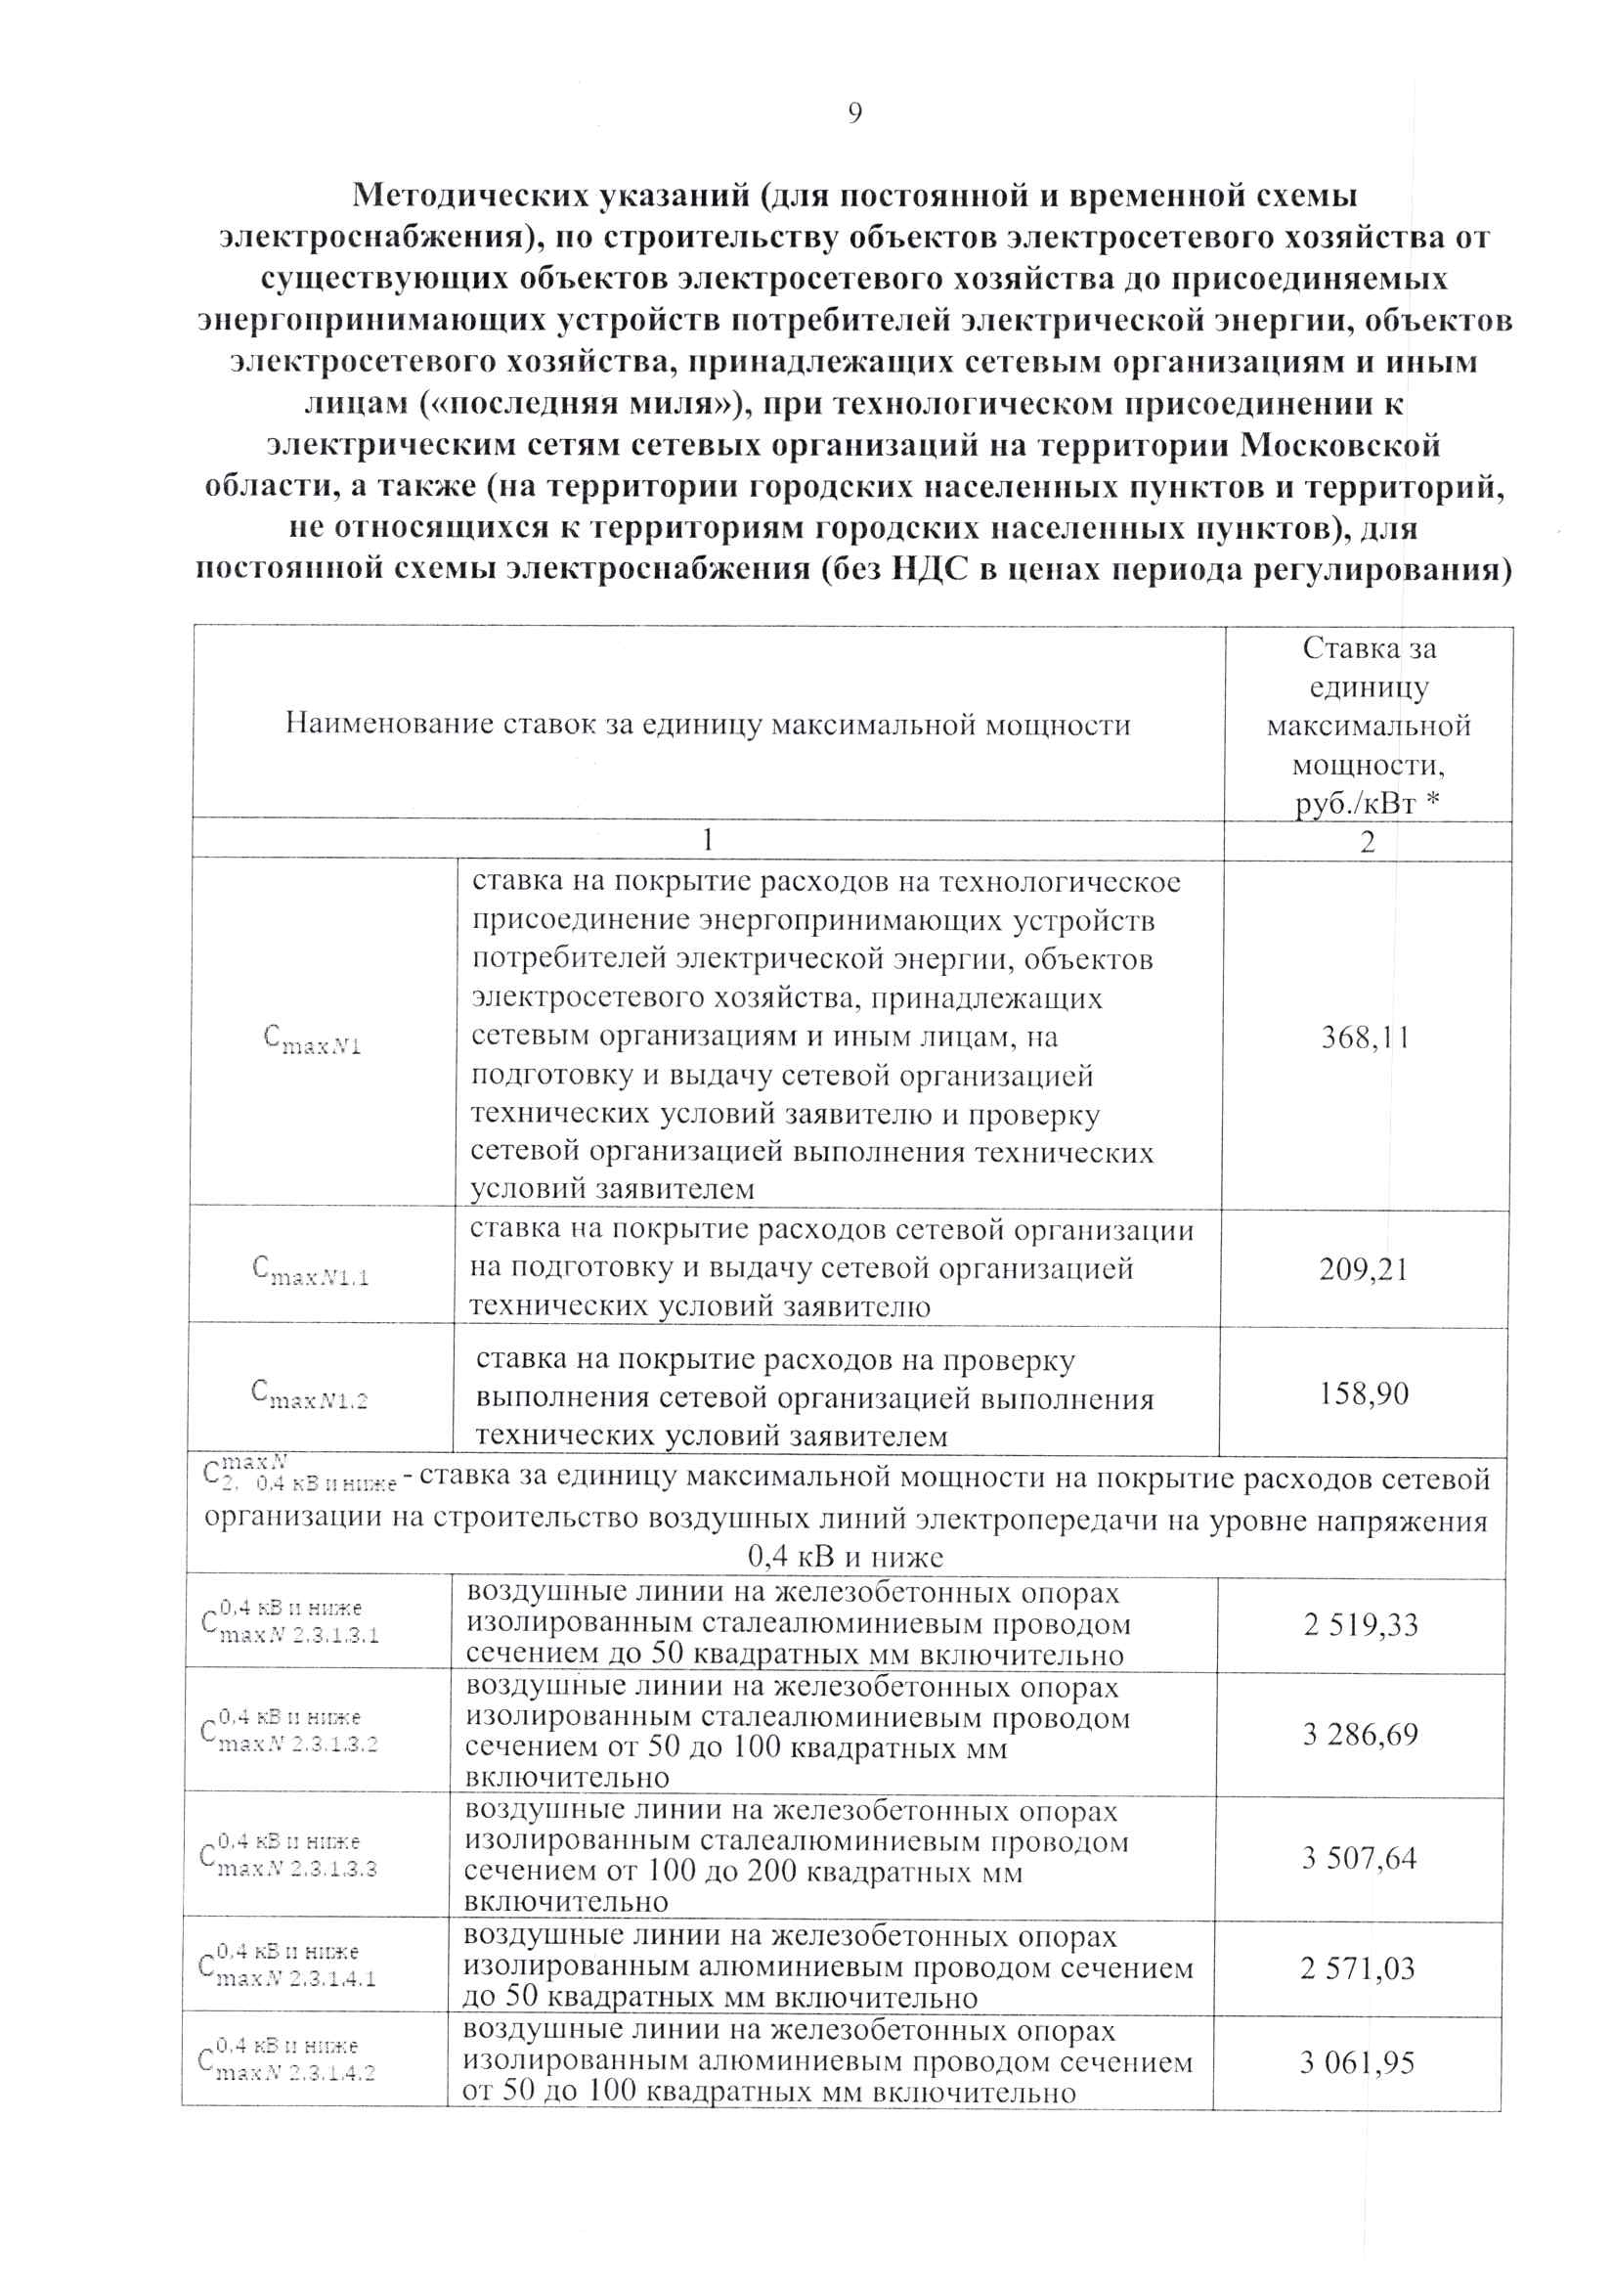 9
Методических указаний (для постоянной и временной схемы
электроснабжения), по строительству объектов электросетевого хозяйства от
существующих объектов электросетевого хозяйства до присоединяемых
энергопринимающих устройств потребителей электрической энергии, объектов
электросетевого хозяйства, принадлежащих сетевым организациям и иным
лицам («последняя миля»), при технологическом присоединении к
электрическим сетям сетевых организаций на территории Московской
области, а также (на территории городских населенных пунктов и территорий,
не относящихся к территориям городских населенных пунктов), для
постоянной схемы электроснабжения (без НДС в ценах периода регулирования)
Наименование ставок за единицу максимальной мощности
Ставка за
единицу
максимальной
мощности,
руб./кВт *
1
2
CmaxN1
ставка на покрытие расходов на технологическое
присоединение энергопринимающих устройств
потребителей электрической энергии, объектов
электросетевого хозяйства, принадлежащих
сетевым организациям и иным лицам, на
подготовку и выдачу сетевой организацией
технических условий заявителю и проверку
сетевой организацией выполнения технических
условий заявителем
368,11
CmaxN1.1
ставка на покрытие расходов сетевой организации
на подготовку и выдачу сетевой организацией
технических условий заявителю
209,21
CmaxN1.2
ставка на покрытие расходов на проверку
выполнения сетевой организацией выполнения
технических условий заявителем
158,90
C maxN 2. 0.4 кВ и ниже - ставка за единицу максимальной мощности на покрытие расходов сетевой
организации на строительство воздушных линий электропередачи на уровне напряжения
0,4 кВ и ниже
C 0.4 кВ и ниже
maxN 2.3.1.3.1
воздушные линии на железобетонных опорах
изолированным сталеалюминиевым проводом
сечением до 50 квадратных мм включительно
2 519,33
C 0.4 кВ и ниже
maxN 2.3.1.3.2
воздушные линии на железобетонных опорах
изолированным сталеалюминиевым проводом
сечением от 50 до 100 квадратных мм
включительно
3 286,69
C 0.4 кВ и ниже
maxN 2.3.1.3.3
воздушные линии на железобетонных опорах
изолированным сталеалюминиевым проводом
сечением от 100 до 200 квадратных мм
включительно
3 507,64
C 0.4 кВ и ниже
maxN 2.3.1.4.1
воздушные линии на железобетонных опорах
изолированным алюминиевым проводом сечением
до 50 квадратных мм включительно
2 571,03
C 0.4 кВ и ниже
maxN 2.3.1.4.2
воздушные линии на железобетонных опорах
изолированным алюминиевым проводом сечением
от 50 до 100 квадратных мм включительно
3 061,95